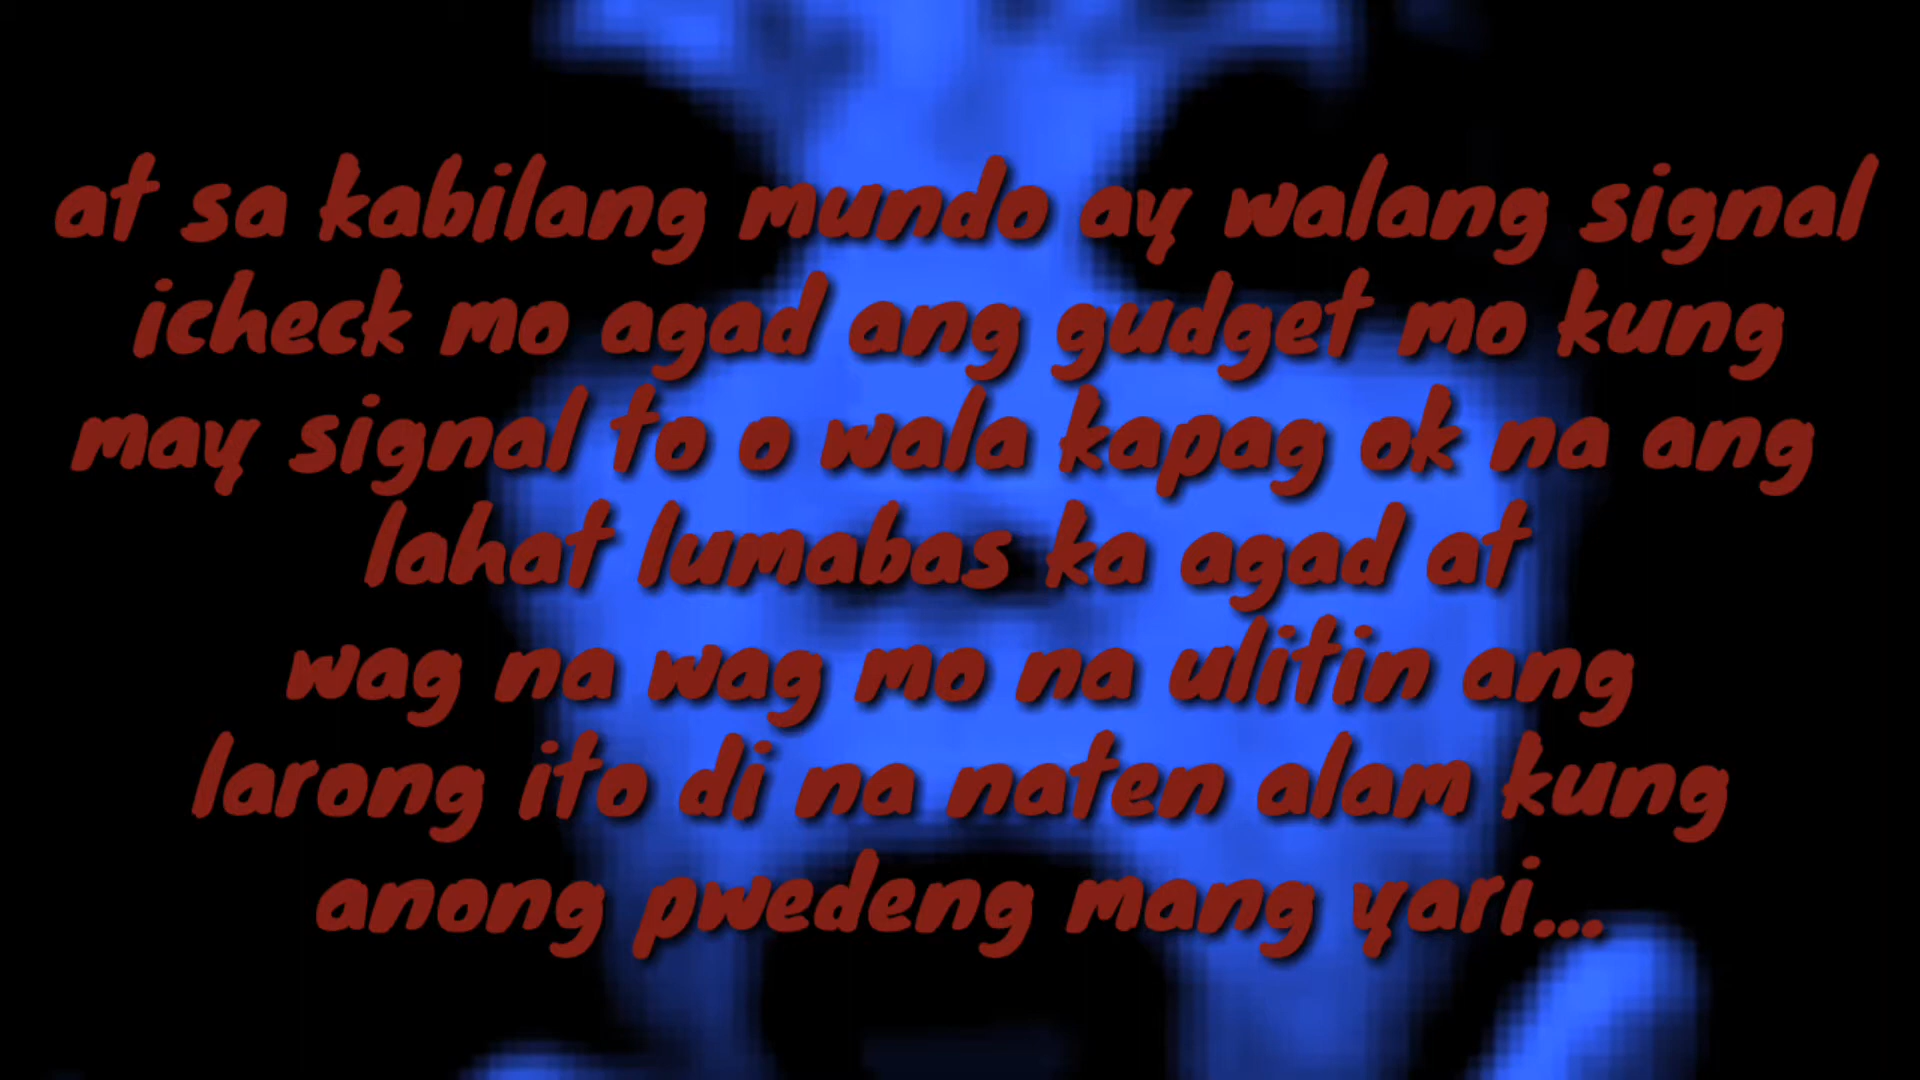 at sa kabilang mundo ay walang signal
icheck mo agad ang gudget mo kung
may signal to o wala kapag ok na ang
lahat lumabas ka agad at
wag na wag mo na ulitin ang
larong ito di na naten alam kung
anong pwedeng mang yari...